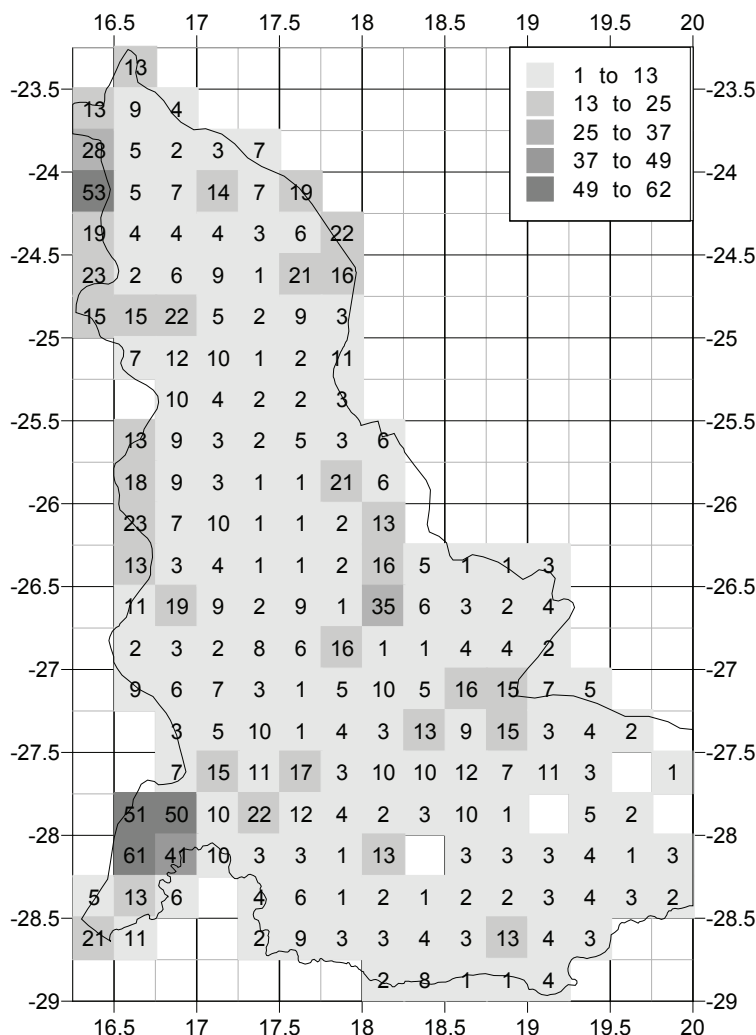 16.5 17 17.5 18 18.5 19 19.5 20
13
1 to 13
-23.5 -23.5
13 9 4
13 to 25
25 to 37
28 5 2 3 7
37 to 49
-24 -24
53 5 7 14 7 19
49 to 62
19 4 4 4 3 6 22
-24.5 -24.5
23 2 6 9 1 21 16
15 15 22 5 2 9 3
-25 -25
7 12 10 1 2 11
10 4 2 2 3
-25.5 -25.5
13 9 3 2 5 3 6
18 9 3 1 1 21 6
-26 -26
23 7 10 1 1 2 13
13 3 4 1 1 2 16 5 1 1 3
-26.5 -26.5
11 19 9 2 9 1 35 6 3 2 4
2 3 2 8 6 16 1 1 4 4 2
-27 -27
9 6 7 3 1 5 10 5 16 15 7 5
3 5 10 1 4 3 13 9 15 3 4 2
-27.5 -27.5
7 15 11 17 3 10 10 12 7 11 3 1
51 50 10 22 12 4 2 3 10 1 5 2
-28 -28
61 41 10 3 3 1 13 3 3 3 4 1 3
5 13 6 4 6 1 2 1 2 2 3 4 3 2
-28.5 -28.5
21 11 2 9 3 3 4 3 13 4 3
2 8 1 1 4
-29 -29
16.5 17 17.5 18 18.5 19 19.5 20